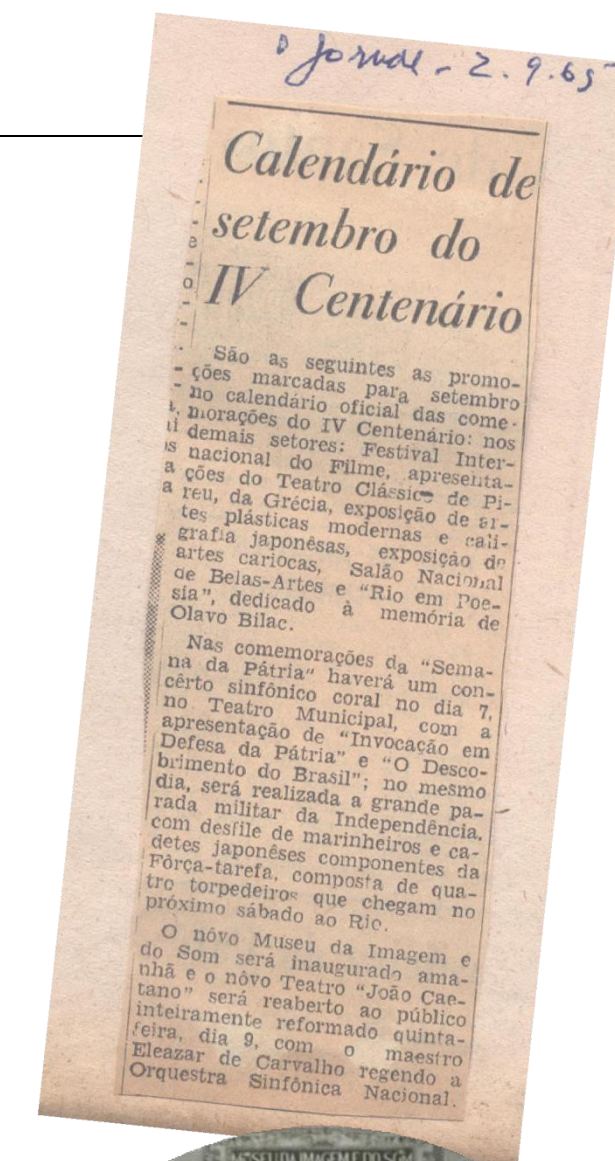 O Jornal - 2.9.65
Calendário de
setembro do
IV Centenário
São as seguintes as promo-
ções marcadas para setembro
no calendário oficial das come-
morações do IV Centenário: nos
demais setores: Festival Inter-
nacional do Filme, apresenta-
ções do Teatro Clássico de Pi-
reu, da Grécia, exposição de ar-
tes plásticas modernas e cali-
grafia japonêsas, exposição de
artes cariocas, Salão Nacional
de Belas-Artes e "Rio em Poe-
sia", dedicado à memória de
Olavo Bilac.
Nas comemorações da "Sema-
na da Pátria" haverá um con-
cêrto sinfônico coral no dia 7,
no Teatro Municipal, com a
apresentação de "Invocação em
Defesa da Pátria" e "O Desco-
brimento do Brasil"; no mesmo
dia, será realizada a grande pa-
rada militar da Independência,
com desfile de marinheiros e ca-
detes japonêses componentes da
Fôrça-tarefa, composta de qua-
tro torpedeiros que chegam no
próximo sábado ao Rio.
O nôvo Museu da Imagem e
do Som será inaugurado ama-
nhã e o nôvo Teatro "João Cae-
tano" será reaberto ao público
inteiramente reformado quinta-
feira, dia 9, com o maestro
Eleazar de Carvalho regendo a
Orquestra Sinfônica Nacional.
MUSEU DA IMAGEM E DO SOM